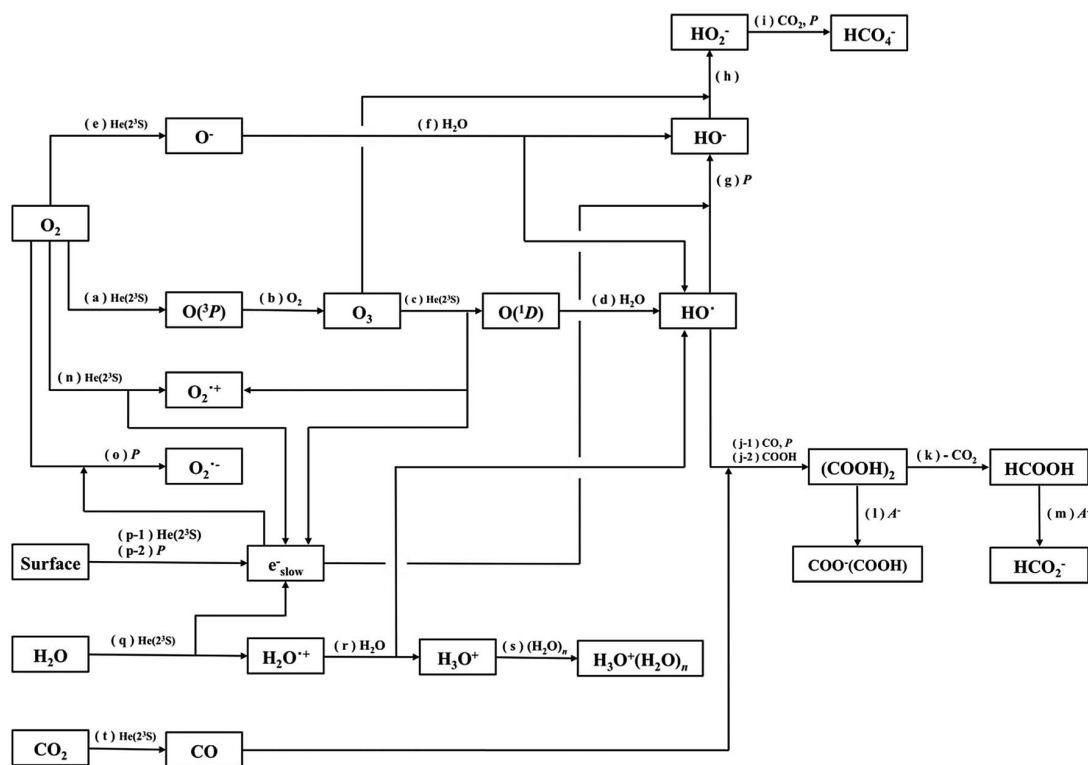 HO₂⁻
( i ) CO₂, P
HCO₄⁻
( h )
( e ) He(2³S)
O⁻
( f ) H₂O
HO⁻
( g ) P
O₂
( a ) He(2³S)
O(³P)
( b ) O₂
O₃
( c ) He(2³S)
O(¹D)
( d ) H₂O
HO·
( n ) He(2³S)
O₂·⁺
( o ) P
O₂·⁻
( j-1 ) CO, P
( j-2 ) COOH
(COOH)₂
( k ) - CO₂
HCOOH
( l ) A⁻
( m ) A⁻
COO⁻(COOH)
HCO₂⁻
Surface
( p-1 ) He(2³S)
( p-2 ) P
e⁻slow
H₂O
( q ) He(2³S)
H₂O·⁺
( r ) H₂O
H₃O⁺
( s ) (H₂O)ₙ
H₃O⁺(H₂O)ₙ
CO₂
( t ) He(2³S)
CO